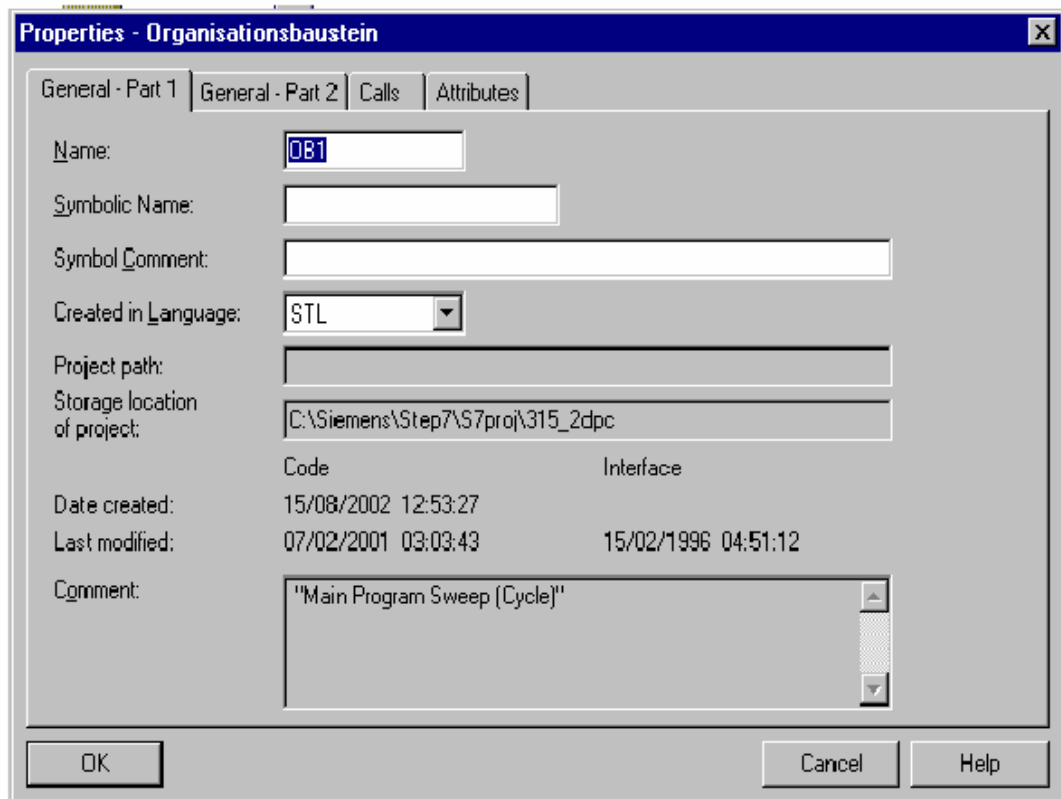 Properties - Organisationsbaustein
General - Part 1 General - Part 2 Calls Attributes
Name: OB1
Symbolic Name:
Symbol Comment:
Created in Language: STL
Project path:
Storage location
of project: C:\Siemens\Step7\S7proj\315_2dpc
Code Interface
Date created: 15/08/2002 12:53:27
Last modified: 07/02/2001 03:03:43 15/02/1996 04:51:12
Comment: "Main Program Sweep (Cycle)"
OK Cancel Help